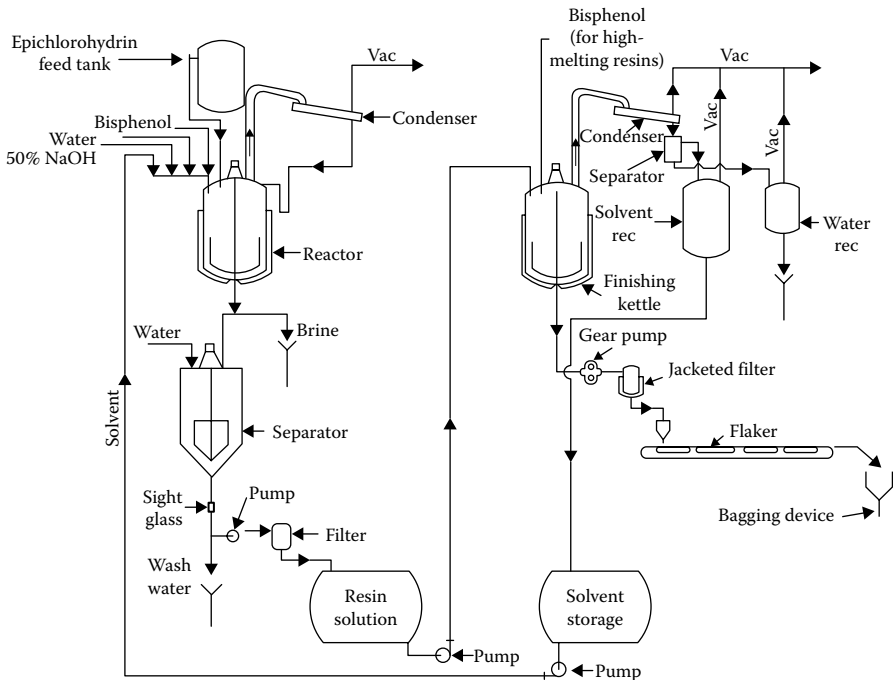 Epichlorohydrin
feed tank
Vac
Condenser
Bisphenol
Water
50% NaOH
Reactor
Water
Brine
Solvent
Separator
Sight
glass
Pump
Filter
Wash
water
Resin
solution
Pump
Bisphenol
(for high-
melting resins)
Vac
Vac
Vac
Condenser
Separator
Solvent
rec
Water
rec
Finishing
kettle
Gear pump
Jacketed filter
Flaker
Bagging device
Solvent
storage
Pump